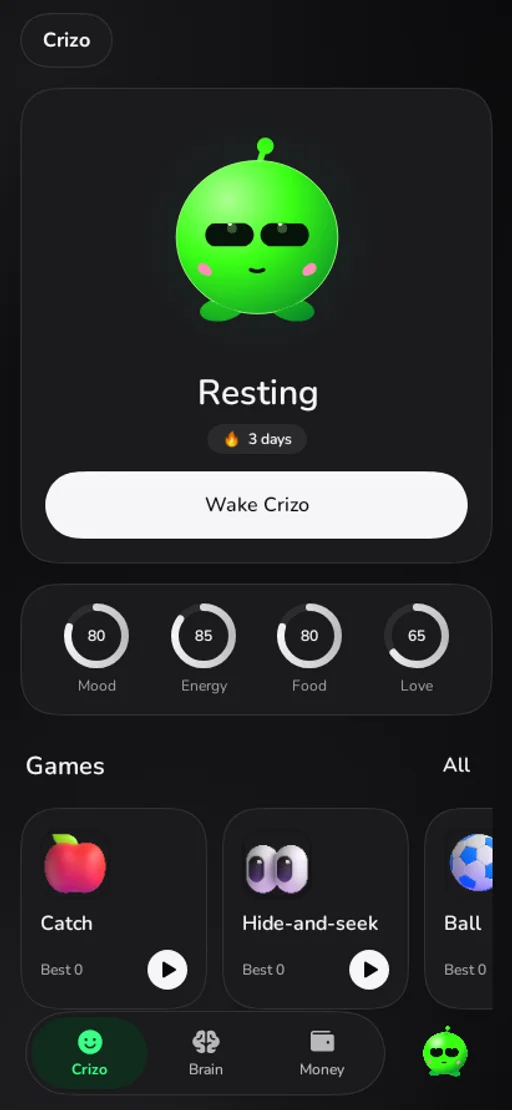 Crizo
Resting
🔥 3 days
Wake Crizo
80 85 80 65
Mood Energy Food Love
Games All
Catch Hide-and-seek Ball
Best 0 Best 0 Best 0
Crizo Brain Money